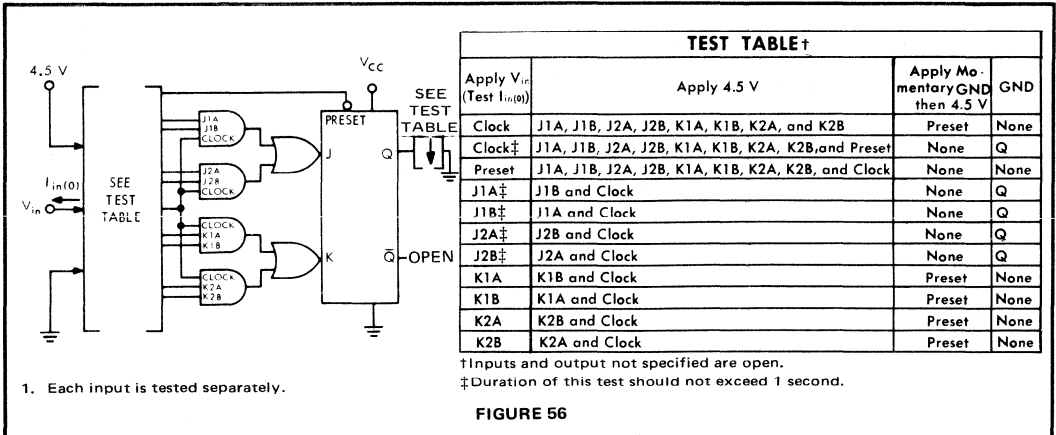 4.5 V
V_CC
SEE
TEST
TABLE
PRESET
J1A
J1B
CLOCK
J
Q
J2A
J2B
CLOCK
I_in(0)
V_in
SEE
TEST
TABLE
CLOCK
K1A
K1B
K
Q̄
OPEN
CLOCK
K2A
K2B
1. Each input is tested separately.
TEST TABLE†
Apply V_in (Test I_in(0)) | Apply 4.5 V | Apply Mo- mentary GND then 4.5 V | GND
Clock | J1A, J1B, J2A, J2B, K1A, K1B, K2A, and K2B | Preset | None
Clock‡ | J1A, J1B, J2A, J2B, K1A, K1B, K2A, K2B, and Preset | None | Q
Preset | J1A, J1B, J2A, J2B, K1A, K1B, K2A, K2B, and Clock | None | None
J1A‡ | J1B and Clock | None | Q
J1B‡ | J1A and Clock | None | Q
J2A‡ | J2B and Clock | None | Q
J2B‡ | J2A and Clock | None | Q
K1A | K1B and Clock | Preset | None
K1B | K1A and Clock | Preset | None
K2A | K2B and Clock | Preset | None
K2B | K2A and Clock | Preset | None
†Inputs and output not specified are open.
‡Duration of this test should not exceed 1 second.
FIGURE 56